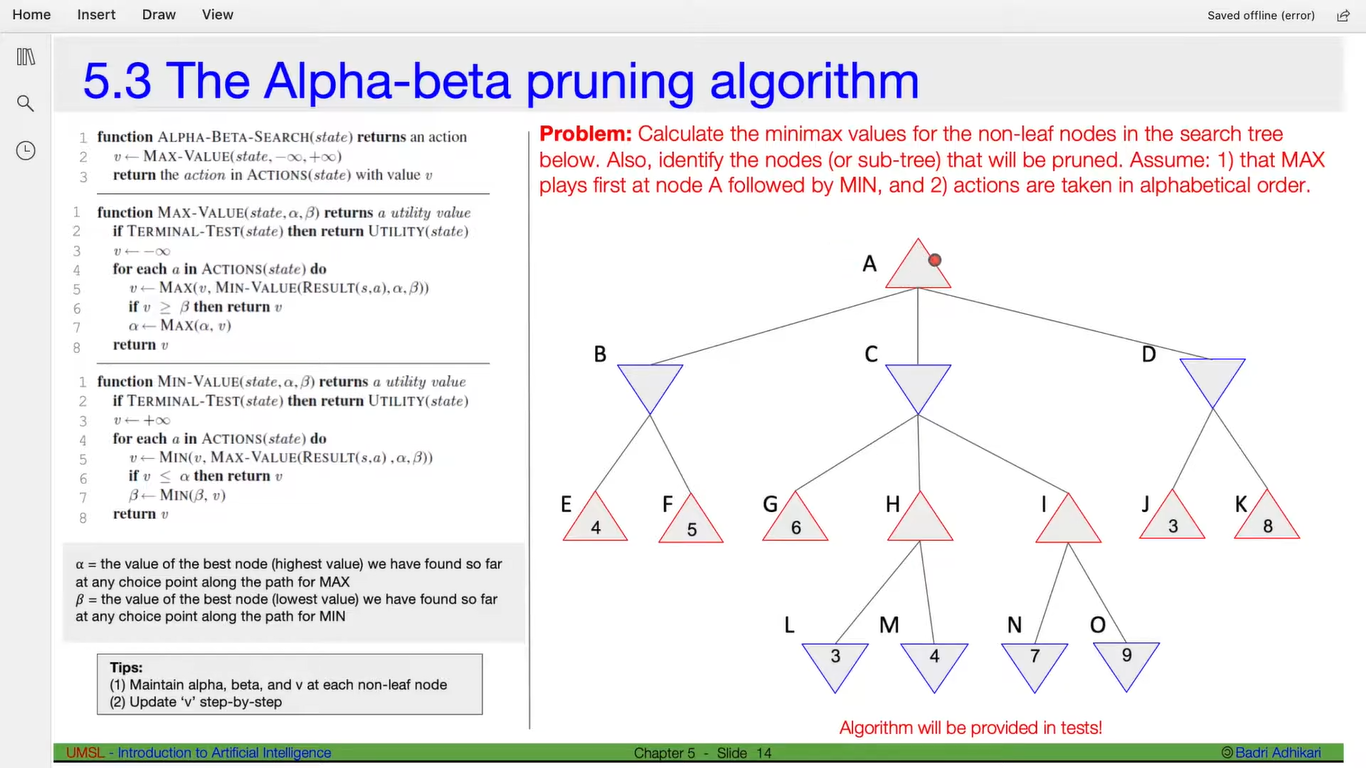 Home Insert Draw View
Saved offline (error)
5.3 The Alpha-beta pruning algorithm
1 function ALPHA-BETA-SEARCH(state) returns an action
2 v ← MAX-VALUE(state, −∞, +∞)
3 return the action in ACTIONS(state) with value v
1 function MAX-VALUE(state, α, β) returns a utility value
2 if TERMINAL-TEST(state) then return UTILITY(state)
3 v ← −∞
4 for each a in ACTIONS(state) do
5 v ← MAX(v, MIN-VALUE(RESULT(s,a), α, β))
6 if v ≥ β then return v
7 α ← MAX(α, v)
8 return v
1 function MIN-VALUE(state, α, β) returns a utility value
2 if TERMINAL-TEST(state) then return UTILITY(state)
3 v ← +∞
4 for each a in ACTIONS(state) do
5 v ← MIN(v, MAX-VALUE(RESULT(s,a) , α, β))
6 if v ≤ α then return v
7 β ← MIN(β, v)
8 return v
α = the value of the best node (highest value) we have found so far
at any choice point along the path for MAX
β = the value of the best node (lowest value) we have found so far
at any choice point along the path for MIN
Tips:
(1) Maintain alpha, beta, and v at each non-leaf node
(2) Update ‘v’ step-by-step
Problem: Calculate the minimax values for the non-leaf nodes in the search tree
below. Also, identify the nodes (or sub-tree) that will be pruned. Assume: 1) that MAX
plays first at node A followed by MIN, and 2) actions are taken in alphabetical order.
A
B C D
E F G H I J K
4 5 6 3 8
L M N O
3 4 7 9
Algorithm will be provided in tests!
UMSL - Introduction to Artificial Intelligence
Chapter 5 - Slide 14
Badri Adhikari